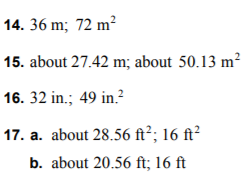 14. 36 m; 72 m²
15. about 27.42 m; about 50.13 m²
16. 32 in.; 49 in.²
17. a. about 28.56 ft²; 16 ft²
b. about 20.56 ft; 16 ft